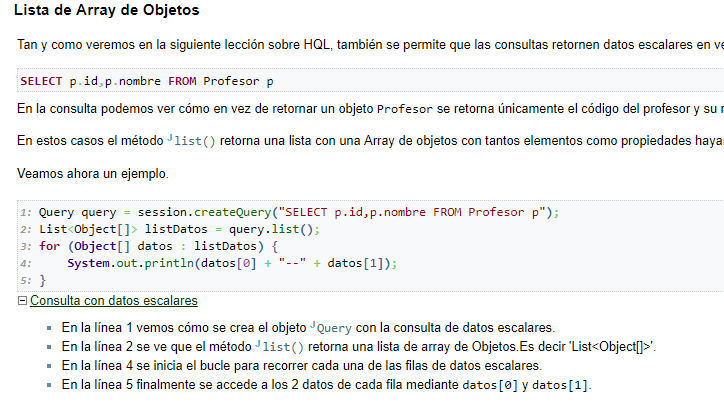 Lista de Array de Objetos
Tan y como veremos en la siguiente lección sobre HQL, también se permite que las consultas retornen datos escalares en
SELECT p.id,p.nombre FROM Profesor p
En la consulta podemos ver cómo en vez de retornar un objeto Profesor se retorna únicamente el código del profesor y su
En estos casos el método list() retorna una lista con una Array de objetos con tantos elementos como propiedades
Veamos ahora un ejemplo.
1: Query query = session.createQuery("SELECT p.id,p.nombre FROM Profesor p");
2: List<Object[]> listDatos = query.list();
3: for (Object[] datos : listDatos) {
4:     System.out.println(datos[0] + "--" + datos[1]);
5: }
Consulta con datos escalares
En la línea 1 vemos cómo se crea el objeto Query con la consulta de datos escalares.
En la línea 2 se ve que el método list() retorna una lista de array de Objetos.Es decir 'List<Object[]>'.
En la línea 4 se inicia el bucle para recorrer cada una de las filas de datos escalares.
En la línea 5 finalmente se accede a los 2 datos de cada fila mediante datos[0] y datos[1].